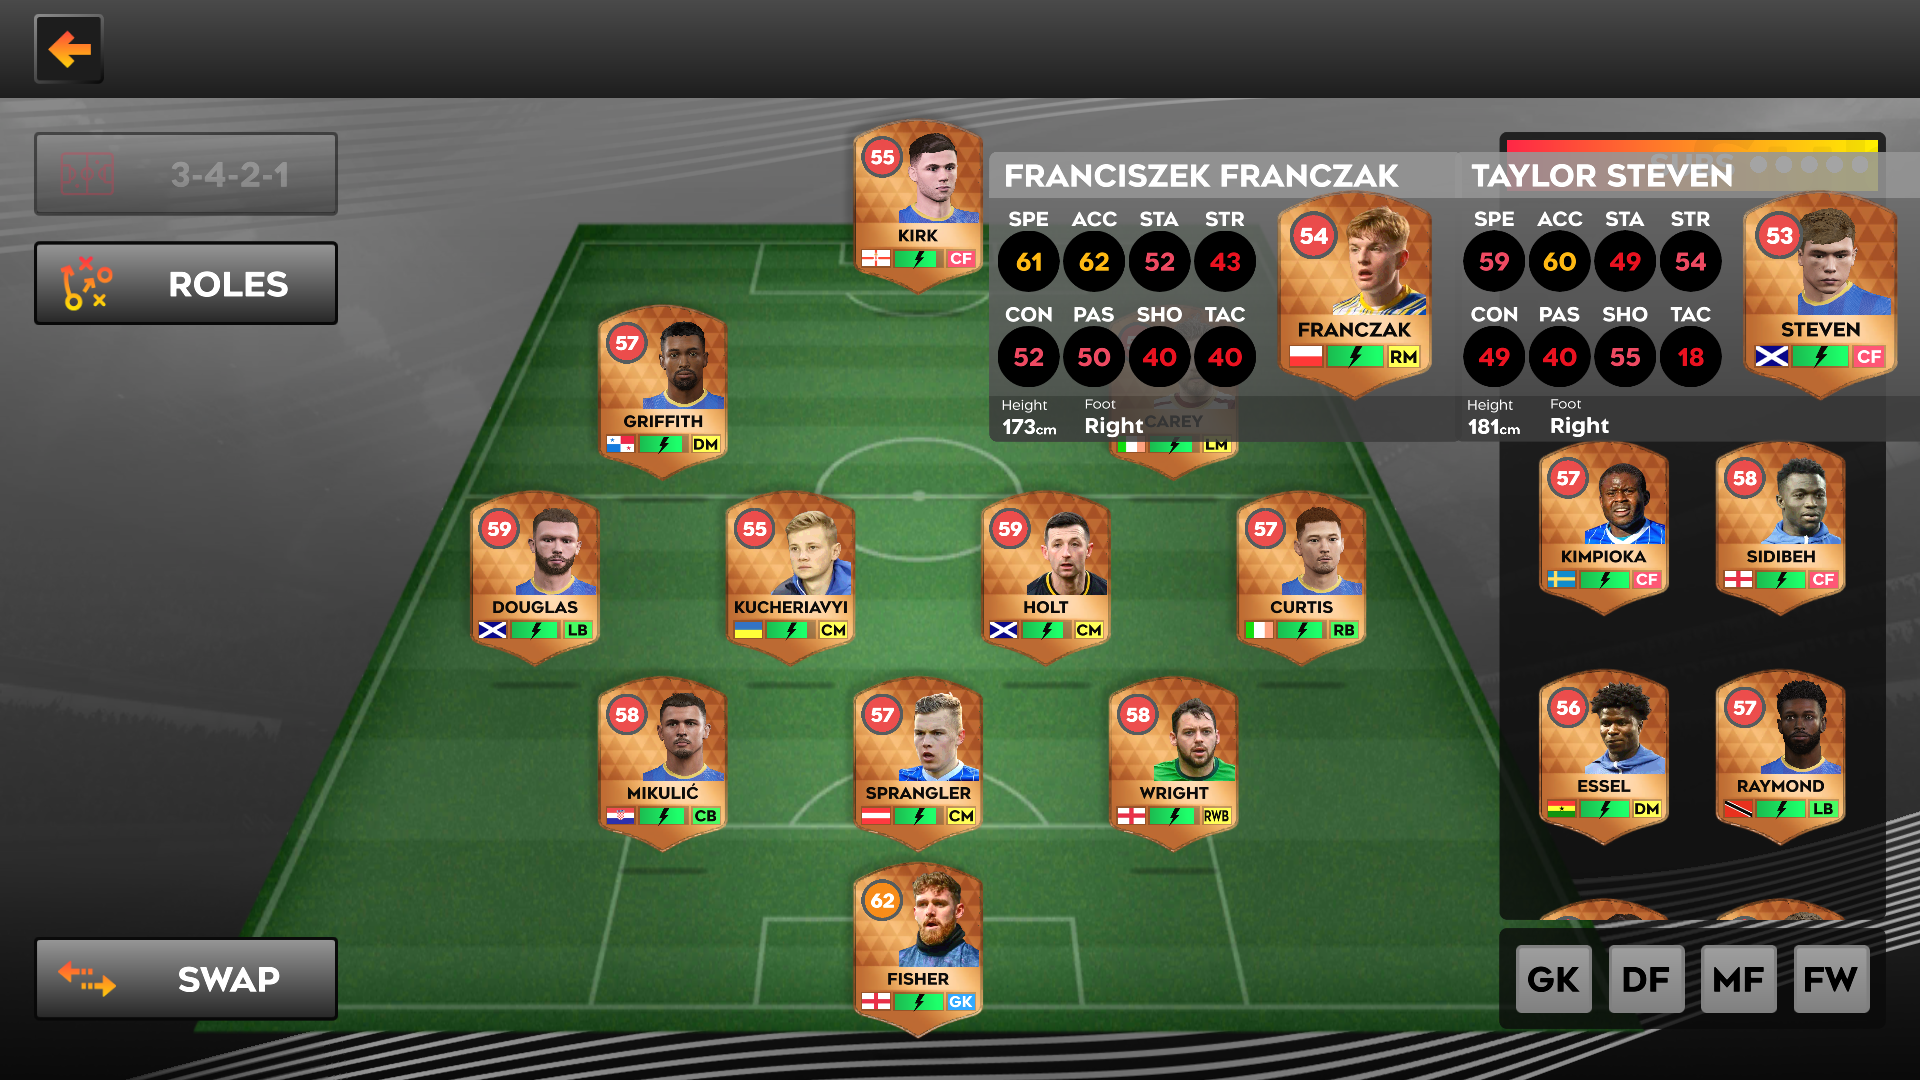 3-4-2-1
ROLES
SWAP
55
KIRK
CF
57
GRIFFITH
DM
CAREY
LM
59
DOUGLAS
LB
55
KUCHERIAVYI
CM
59
HOLT
CM
57
CURTIS
RB
58
MIKULIĆ
CB
57
SPRANGLER
CM
58
WRIGHT
RWB
62
FISHER
GK
FRANCISZEK FRANCZAK
SPE ACC STA STR
61 62 52 43
CON PAS SHO TAC
52 50 40 40
Height Foot
173cm Right
54
FRANCZAK
RM
SUBS
TAYLOR STEVEN
SPE ACC STA STR
59 60 49 54
CON PAS SHO TAC
49 40 55 18
Height Foot
181cm Right
53
STEVEN
CF
57
KIMPIOKA
CF
58
SIDIBEH
CF
56
ESSEL
DM
57
RAYMOND
LB
GK DF MF FW